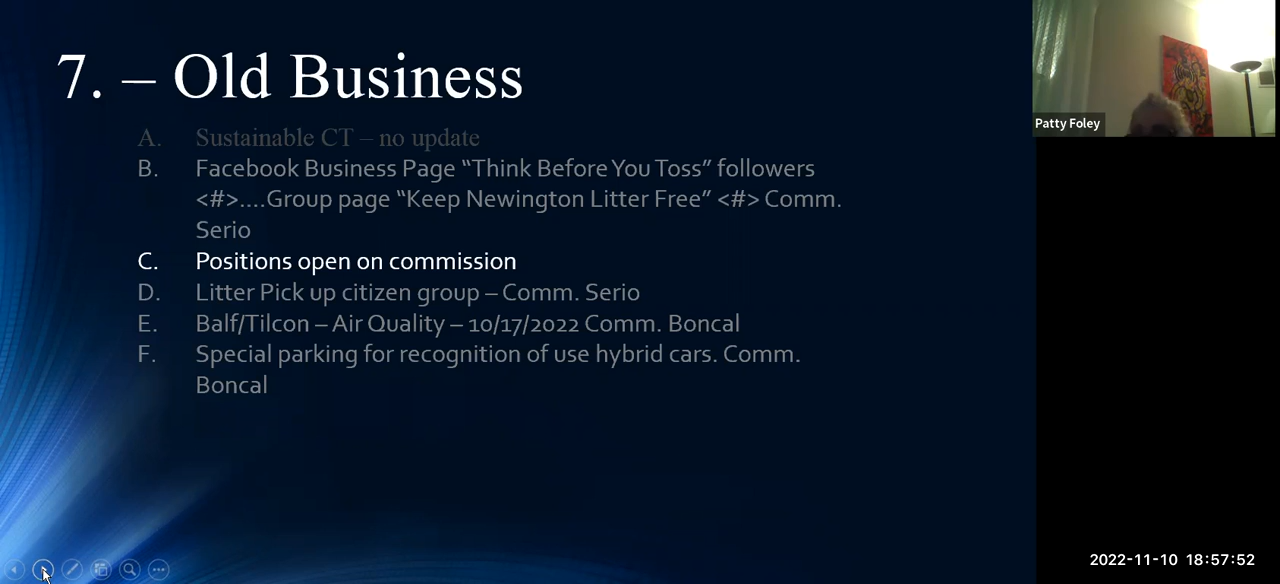 7. – Old Business
A. Sustainable CT – no update
B. Facebook Business Page “Think Before You Toss” followers
<#>....Group page “Keep Newington Litter Free” <#> Comm.
Serio
C. Positions open on commission
D. Litter Pick up citizen group – Comm. Serio
E. Balf/Tilcon – Air Quality – 10/17/2022 Comm. Boncal
F. Special parking for recognition of use hybrid cars. Comm.
Boncal
Patty Foley
2022-11-10 18:57:52